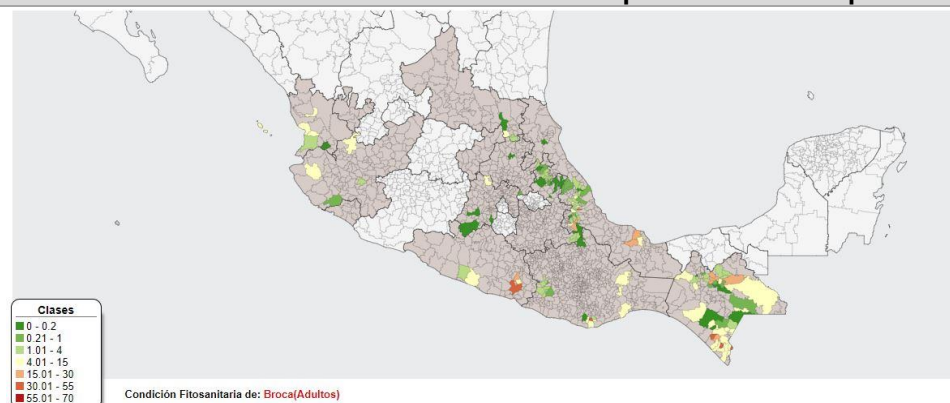 Clases
0 - 0.2
0.21 - 1
1.01 - 4
4.01 - 15
15.01 - 30
30.01 - 55
55.01 - 70
Condición Fitosanitaria de: Broca(Adultos)